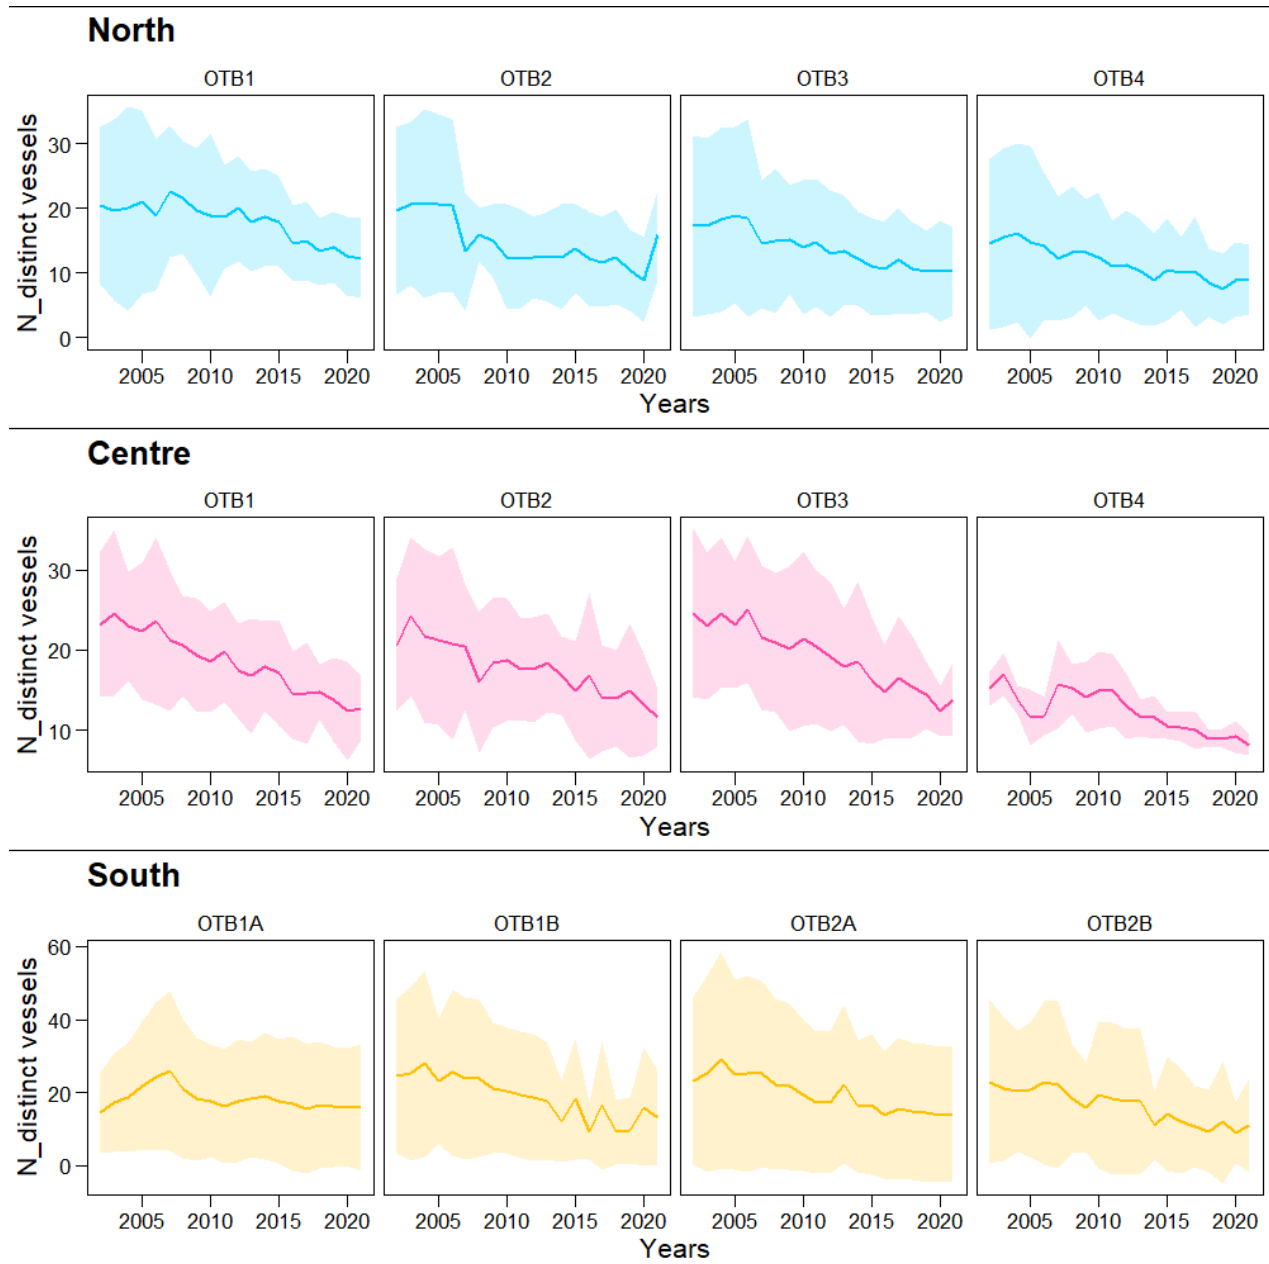 North
OTB1 OTB2 OTB3 OTB4
N_distinct vesssels
30
20
10
0
2005 2010 2015 2020 2005 2010 2015 2020 2005 2010 2015 2020 2005 2010 2015 2020
Years
Centre
OTB1 OTB2 OTB3 OTB4
N_distinct vessels
30
20
10
2005 2010 2015 2020 2005 2010 2015 2020 2005 2010 2015 2020 2005 2010 2015 2020
Years
South
OTB1A OTB1B OTB2A OTB2B
N_distinct vessels
60
40
20
0
2005 2010 2015 2020 2005 2010 2015 2020 2005 2010 2015 2020 2005 2010 2015 2020
Years